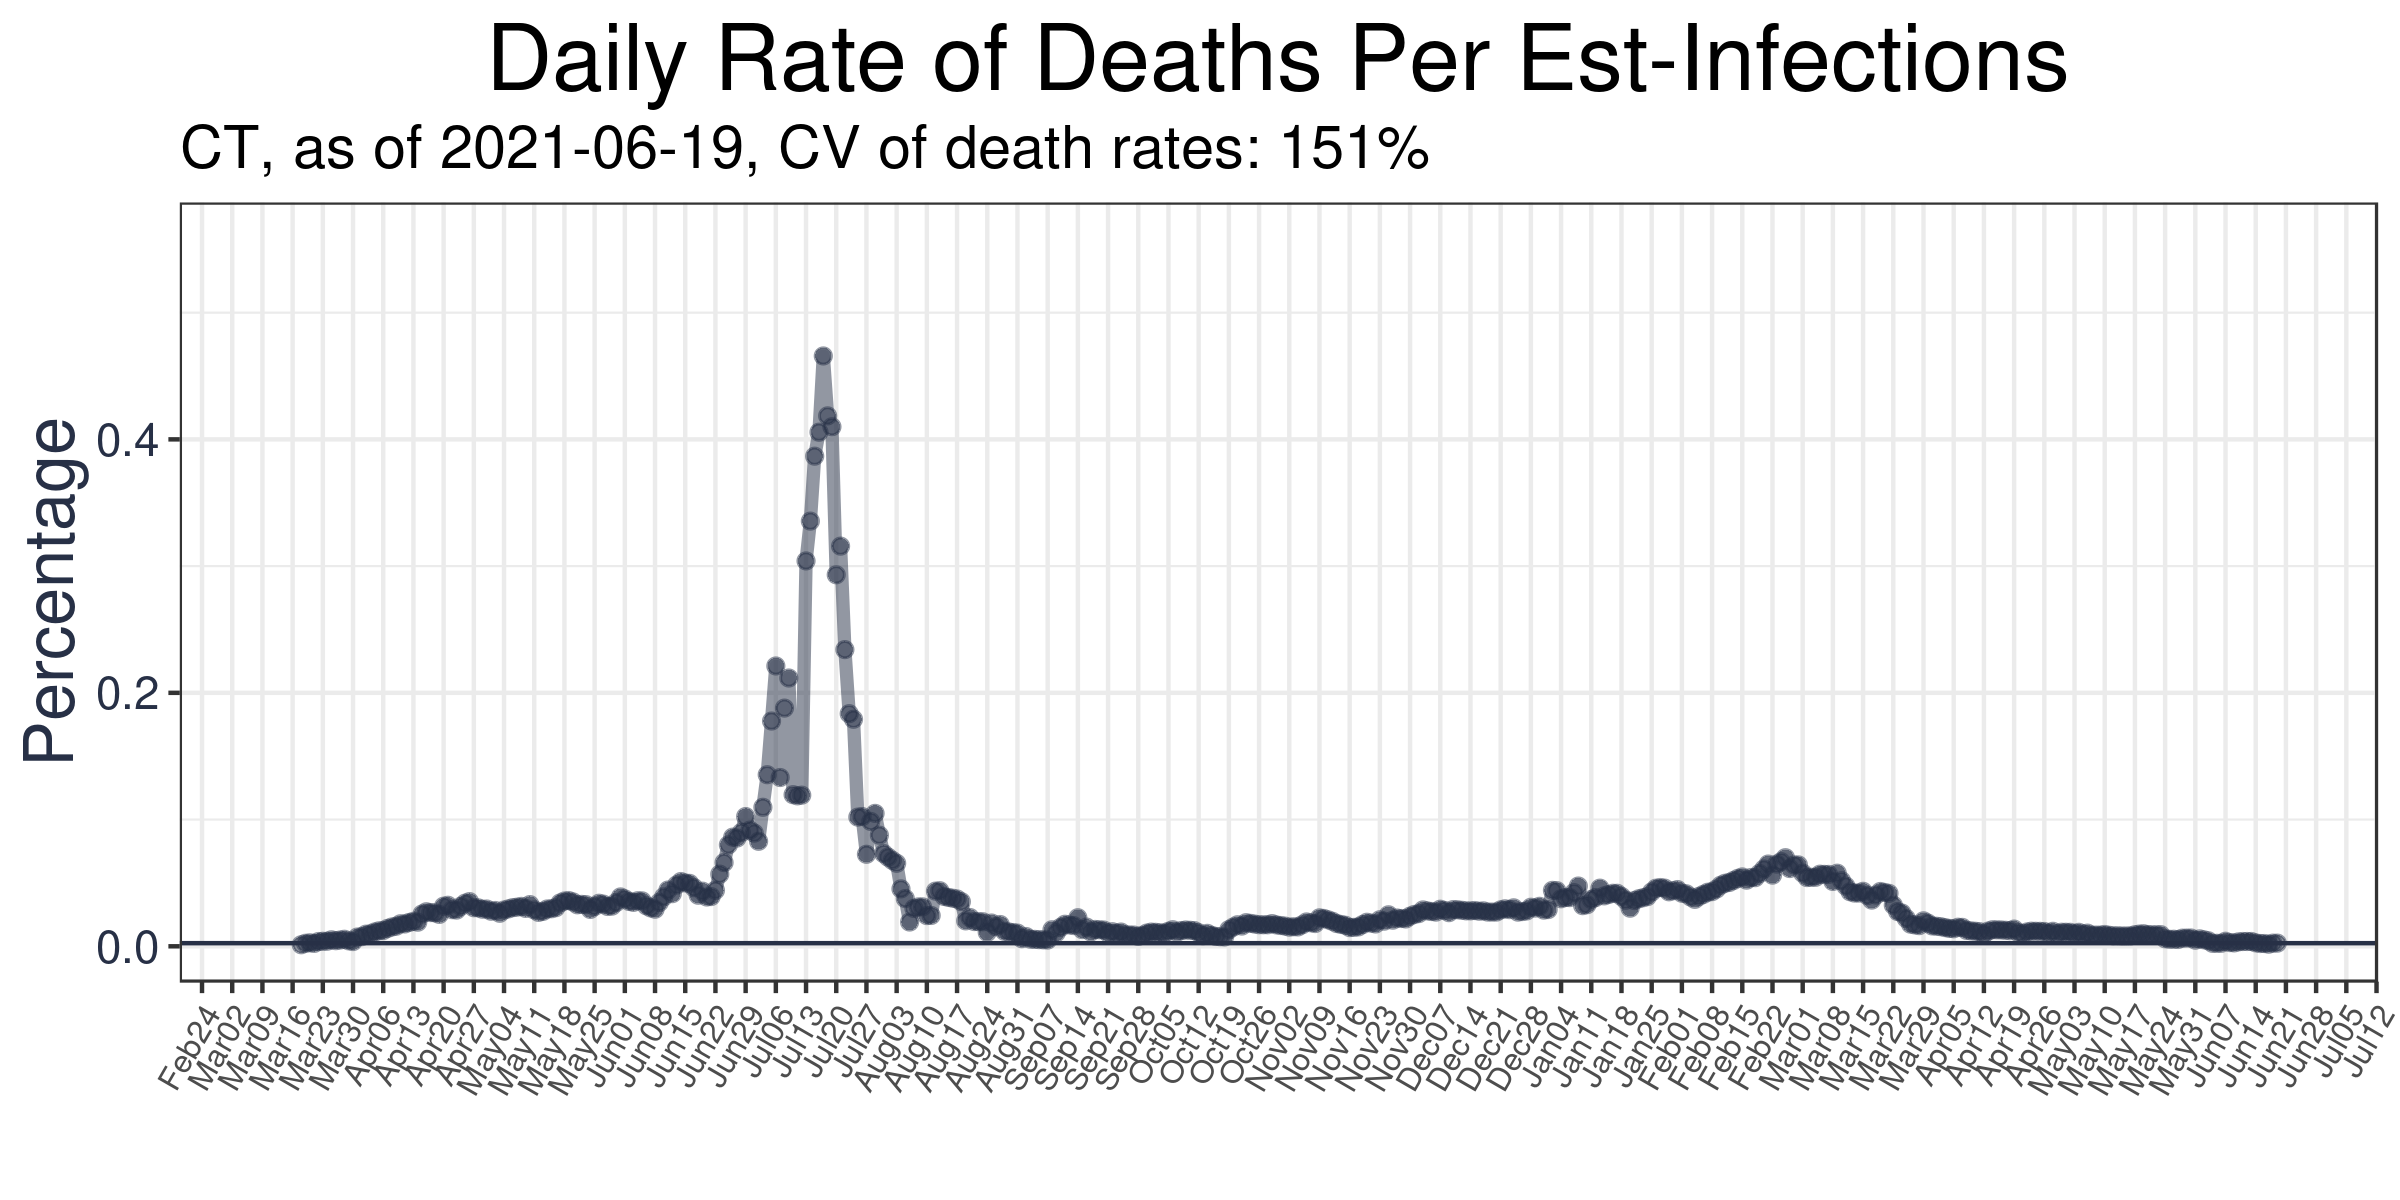 Daily Rate of Deaths Per Est-Infections
CT, as of 2021-06-19, CV of death rates: 151%
Percentage
0.4
0.2
0.0
Feb24
Mar02
Mar09
Mar16
Mar23
Mar30
Apr06
Apr13
Apr20
Apr27
May04
May11
May18
May25
Jun01
Jun08
Jun15
Jun22
Jun29
Jul06
Jul13
Jul20
Jul27
Aug03
Aug10
Aug17
Aug24
Aug31
Sep07
Sep14
Sep21
Sep28
Oct05
Oct12
Oct19
Oct26
Nov02
Nov09
Nov16
Nov23
Nov30
Dec07
Dec14
Dec21
Dec28
Jan04
Jan11
Jan18
Jan25
Feb01
Feb08
Feb15
Feb22
Mar01
Mar08
Mar15
Mar22
Mar29
Apr05
Apr12
Apr19
Apr26
May03
May10
May17
May24
May31
Jun07
Jun14
Jun21
Jun28
Jul05
Jul12